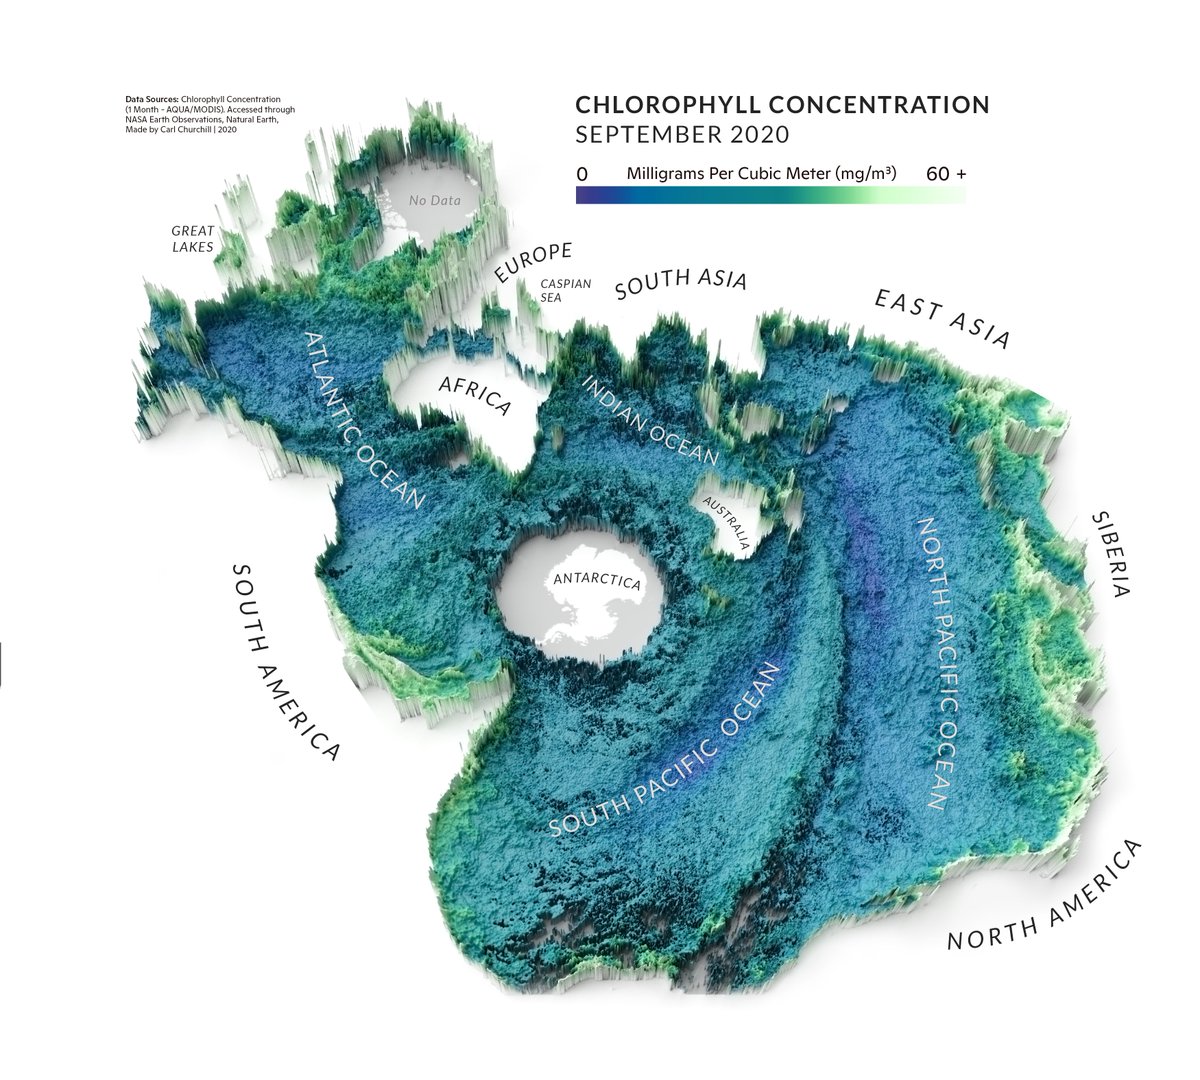 Data Sources: Chlorophyll Concentration
(1 Month - AQUA/MODIS). Accessed through
NASA Earth Observations, Natural Earth,
Made by Carl Churchill | 2020
CHLOROPHYLL CONCENTRATION
SEPTEMBER 2020
0 Milligrams Per Cubic Meter (mg/m³) 60 +
No Data
GREAT
LAKES
EUROPE
CASPIAN
SEA
SOUTH ASIA
EAST ASIA
ATLANTIC OCEAN
AFRICA
INDIAN OCEAN
AUSTRALIA
ANTARCTICA
SIBERIA
NORTH PACIFIC OCEAN
SOUTH AMERICA
SOUTH PACIFIC OCEAN
NORTH AMERICA